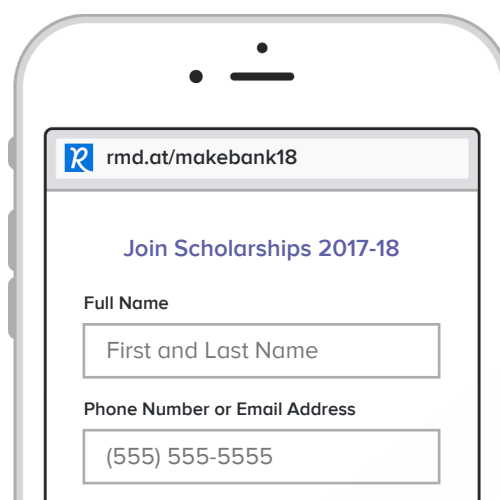 rmd.at/makebank18
Join Scholarships 2017-18
Full Name
First and Last Name
Phone Number or Email Address
(555) 555-5555